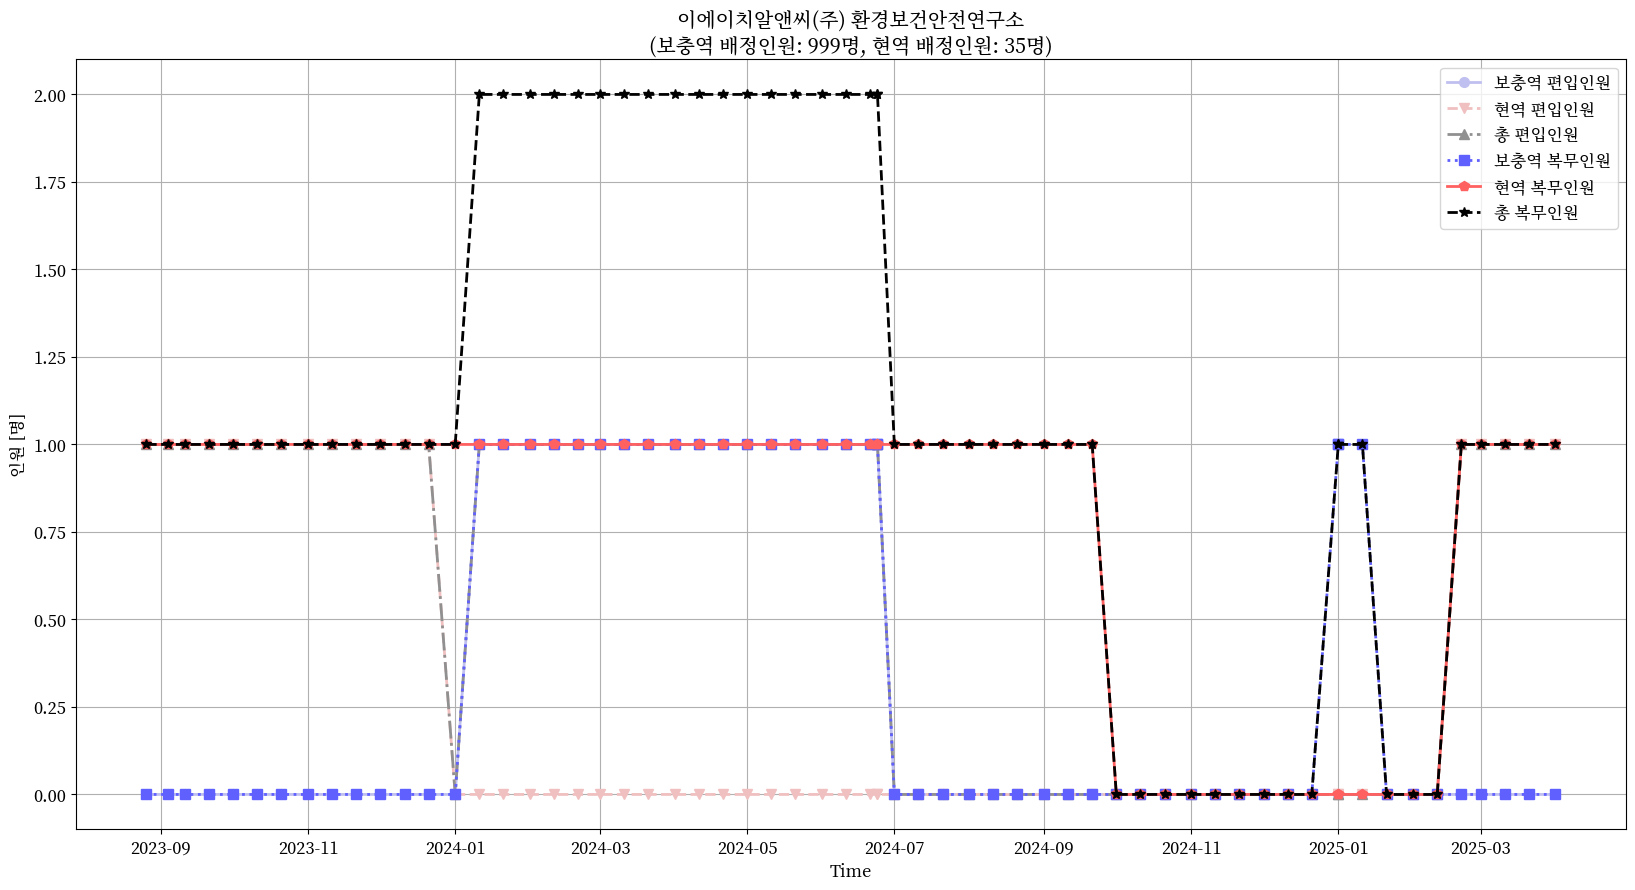 이에이치알앤씨(주) 환경보건안전연구소
(보충역 배정인원: 999명, 현역 배정인원: 35명)
2.00
1.75
1.50
1.25
1.00
0.75
0.50
0.25
0.00
인원 [명]
보충역 편입인원
현역 편입인원
총 편입인원
보충역 복무인원
현역 복무인원
총 복무인원
2023-09
2023-11
2024-01
2024-03
2024-05
2024-07
2024-09
2024-11
2025-01
2025-03
Time